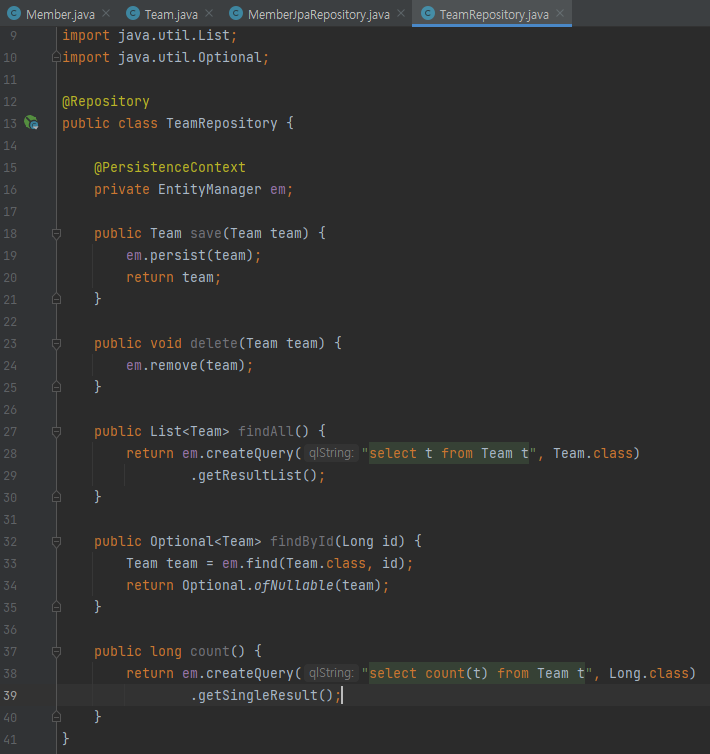 Member.java × Team.java × MemberJpaRepository.java × TeamRepository.java ×
9 import java.util.List;
10 import java.util.Optional;
11
12 @Repository
13 public class TeamRepository {
14
15 @PersistenceContext
16 private EntityManager em;
17
18 public Team save(Team team) {
19 em.persist(team);
20 return team;
21 }
22
23 public void delete(Team team) {
24 em.remove(team);
25 }
26
27 public List<Team> findAll() {
28 return em.createQuery( qlString: "select t from Team t", Team.class)
29 .getResultList();
30 }
31
32 public Optional<Team> findById(Long id) {
33 Team team = em.find(Team.class, id);
34 return Optional.ofNullable(team);
35 }
36
37 public long count() {
38 return em.createQuery( qlString: "select count(t) from Team t", Long.class)
39 .getSingleResult();
40 }
41 }